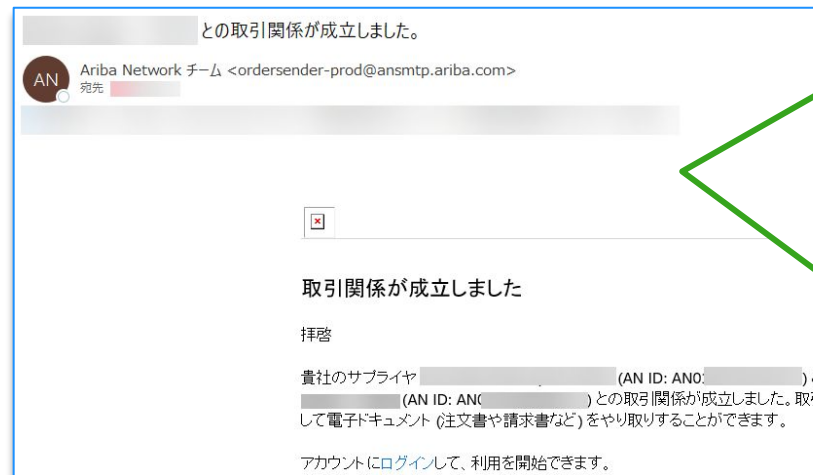 との取引関係が成立しました。
AN
Ariba Network チーム <ordersender-prod@ansmtp.ariba.com>
宛先
取引関係が成立しました
拝啓
貴社のサプライヤ (AN ID: AN0 )
(AN ID: AN( ) との取引関係が成立しました。
して電子ドキュメント (注文書や請求書など) をやり取りすることができます。
アカウントにログインして、利用を開始できます。